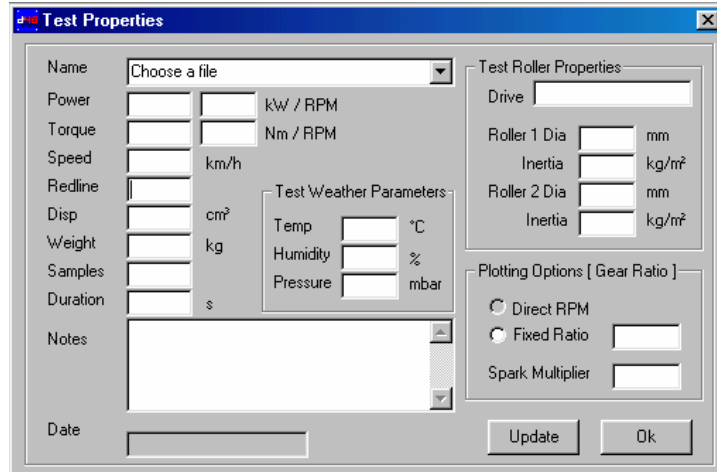 d46 Test Properties
Name Choose a file
Power kW / RPM
Torque Nm / RPM
Speed km/h
Redline
Disp cm³
Weight kg
Samples
Duration s
Test Weather Parameters
Temp °C
Humidity %
Pressure mbar
Notes
Date
Test Roller Properties
Drive
Roller 1 Dia mm
Inertia kg/m²
Roller 2 Dia mm
Inertia kg/m²
Plotting Options [ Gear Ratio ]
Direct RPM
Fixed Ratio
Spark Multiplier
Update Ok